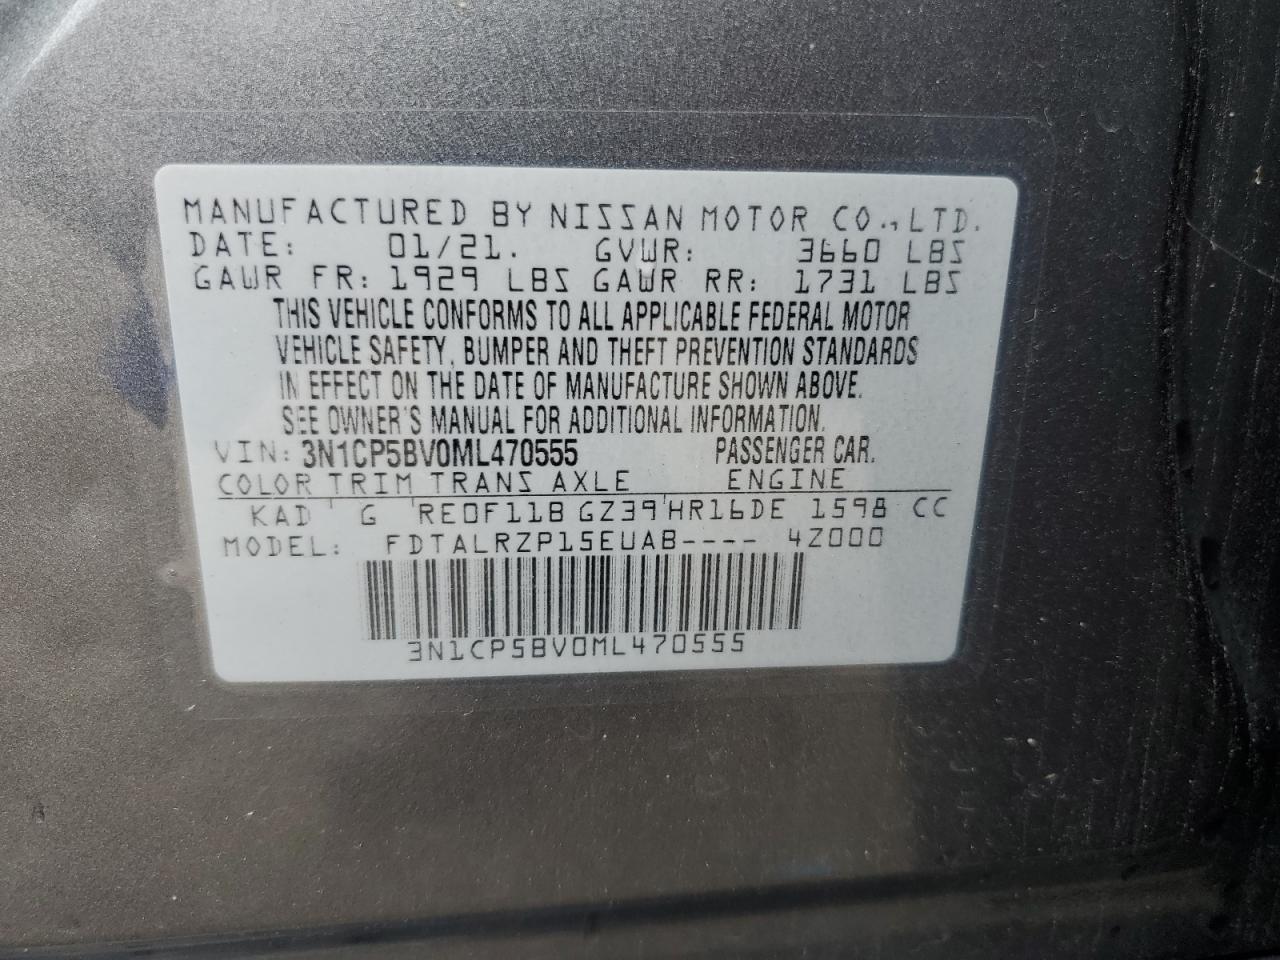 MANUFACTURED BY NISSAN MOTOR CO.,LTD.
DATE: 01/21. GVWR: 3660 LBS
GAWR FR: 1929 LBS GAWR RR: 1731 LBS
THIS VEHICLE CONFORMS TO ALL APPLICABLE FEDERAL MOTOR
VEHICLE SAFETY, BUMPER AND THEFT PREVENTION STANDARDS
IN EFFECT ON THE DATE OF MANUFACTURE SHOWN ABOVE.
SEE OWNER'S MANUAL FOR ADDITIONAL INFORMATION.
VIN: 3N1CP5BV0ML470555 PASSENGER CAR.
COLOR TRIM TRANS AXLE ENGINE
KAD G RE0F11B GZ39 HR16DE 1598 CC
MODEL: FDTALRZP15EUAB---- 4Z000
3N1CP5BV0ML470555